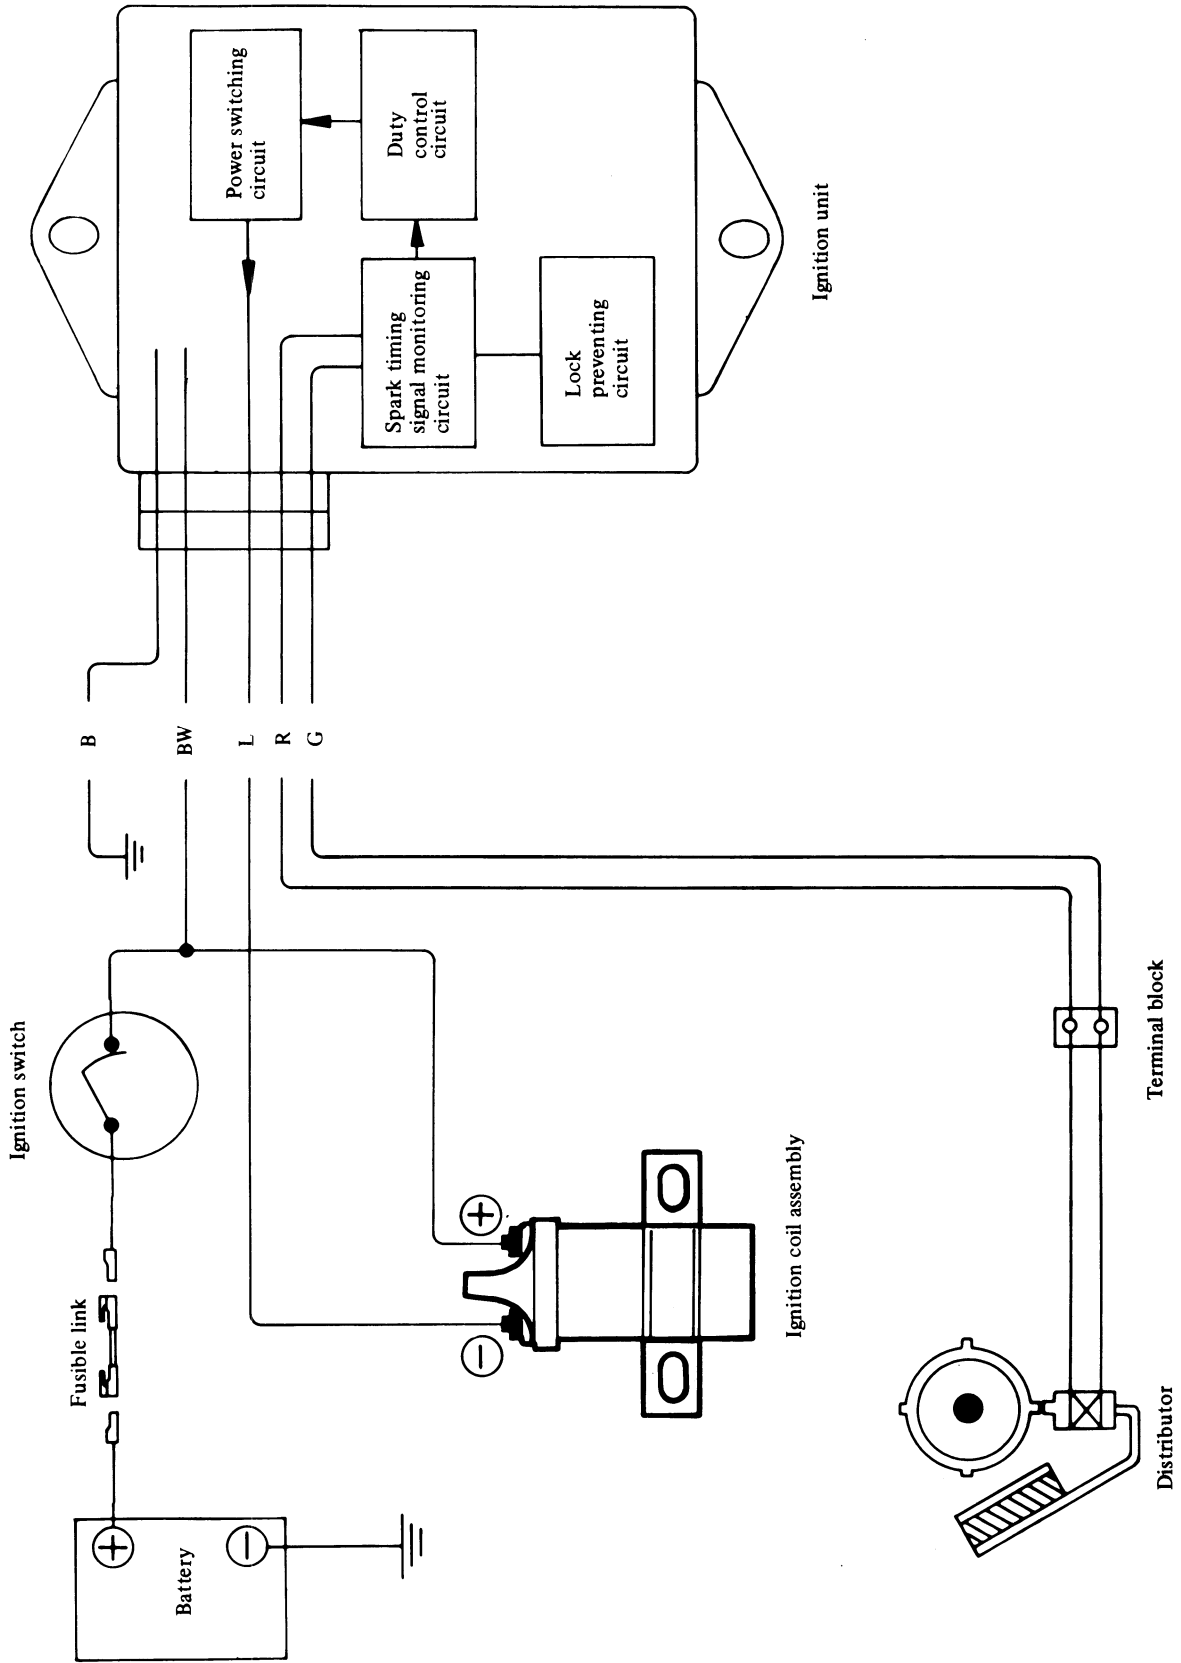 Battery
Fusible link
Ignition switch
B
BW
L
R
G
Power switching
circuit
Duty
control
circuit
Spark timing
signal monitoring
circuit
Lock
preventing
circuit
Ignition unit
Ignition coil assembly
Distributor
Terminal block